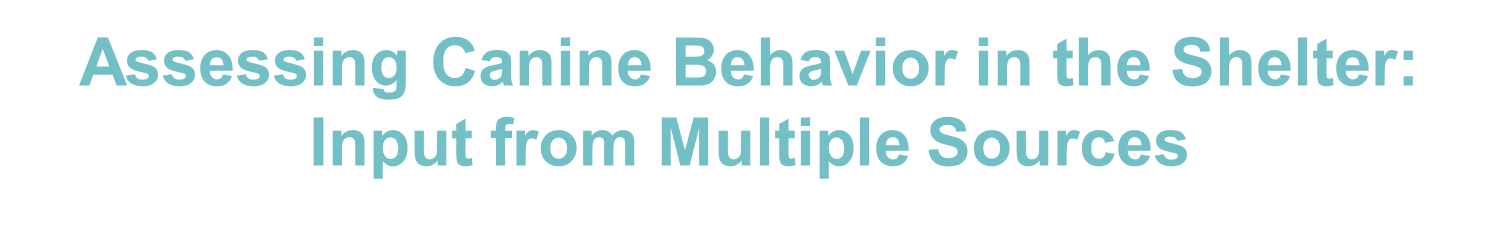 Assessing Canine Behavior in the Shelter:
Input from Multiple Sources